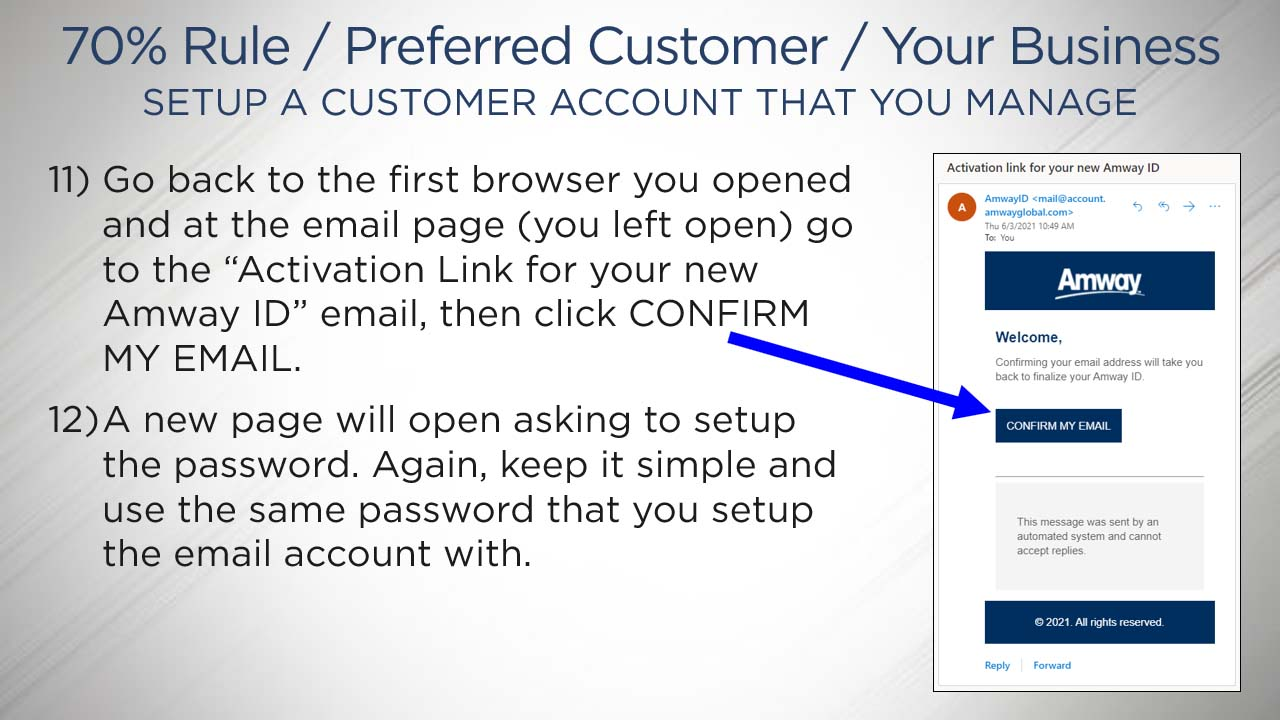 70% Rule / Preferred Customer / Your Business
SETUP A CUSTOMER ACCOUNT THAT YOU MANAGE
11) Go back to the first browser you opened
and at the email page (you left open) go
to the “Activation Link for your new
Amway ID” email, then click CONFIRM
MY EMAIL.
12) A new page will open asking to setup
the password. Again, keep it simple and
use the same password that you setup
the email account with.
Activation link for your new Amway ID
A
AmwayID <mail@account.
amwayglobal.com>
Thu 6/3/2021 10:49 AM
To: You
Amway
Welcome,
Confirming your email address will take you
back to finalize your Amway ID.
CONFIRM MY EMAIL
This message was sent by an
automated system and cannot
accept replies.
© 2021. All rights reserved.
Reply Forward